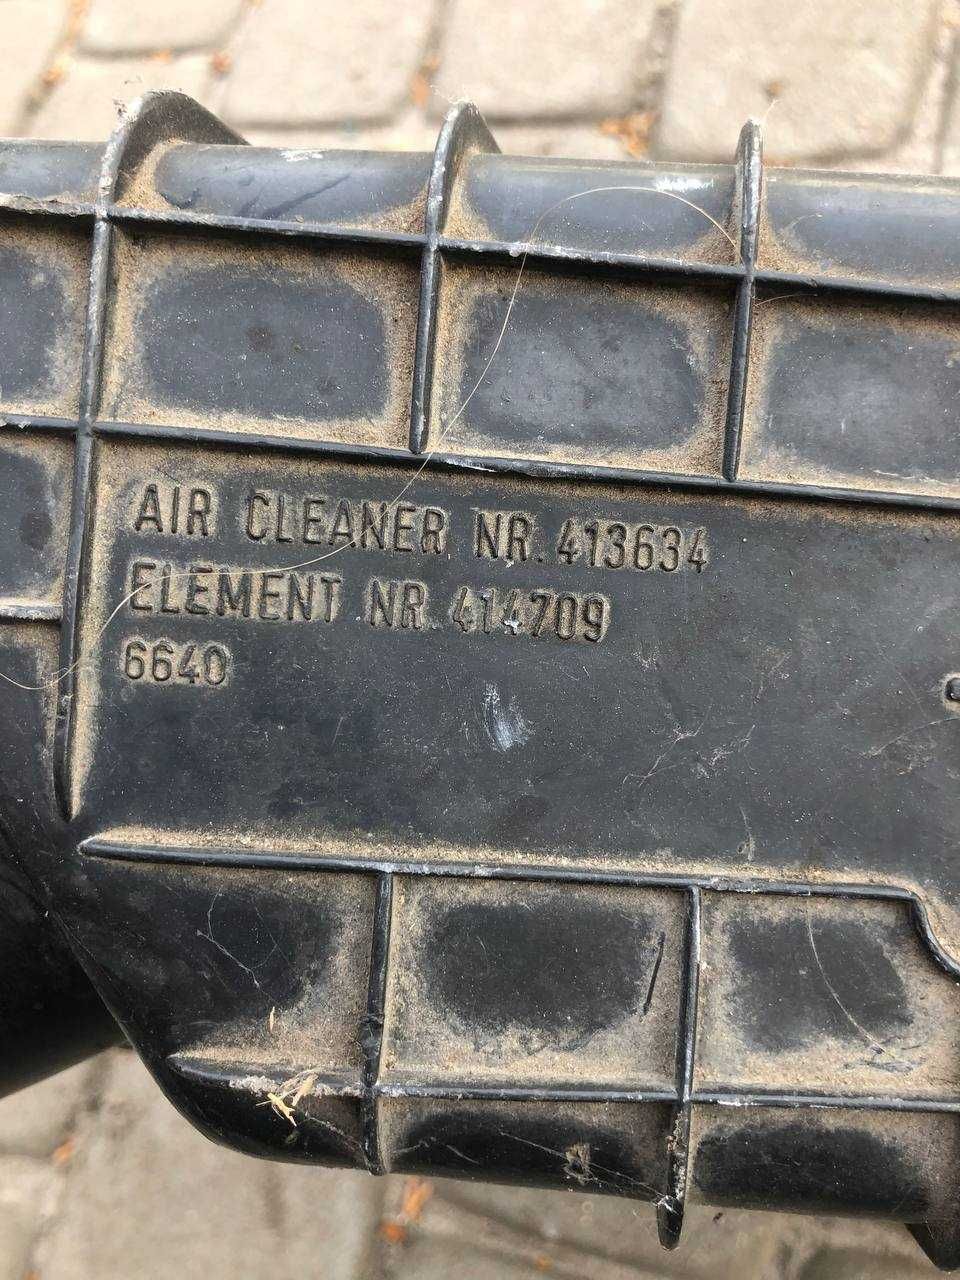 AIR CLEANER NR. 413634
ELEMENT NR. 414709
6640